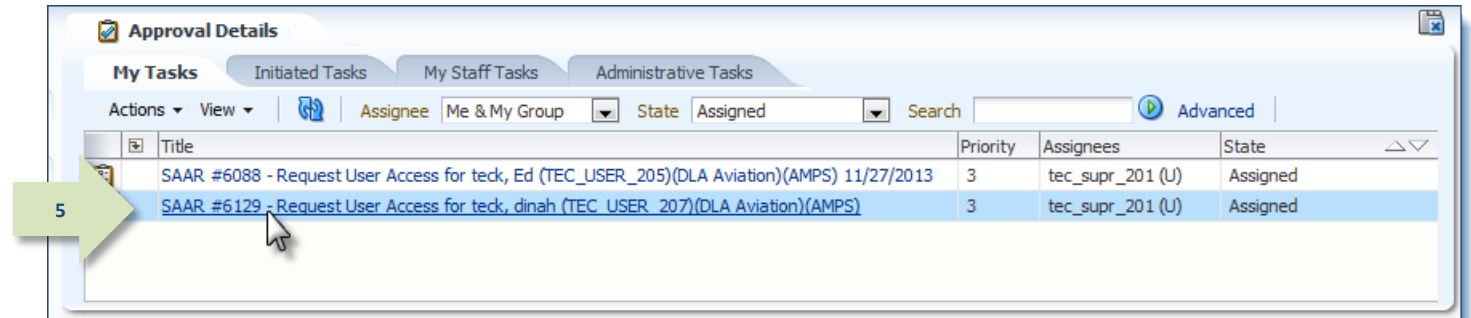 Approval Details
My Tasks Initiated Tasks My Staff Tasks Administrative Tasks
Actions View Assignee Me & My Group State Assigned Search Advanced
Title Priority Assignees State
SAAR #6088 - Request User Access for teck, Ed (TEC_USER_205)(DLA Aviation)(AMPS) 11/27/2013 3 tec_supr_201 (U) Assigned
5 SAAR #6129 - Request User Access for teck, dinah (TEC_USER_207)(DLA Aviation)(AMPS) 3 tec_supr_201 (U) Assigned